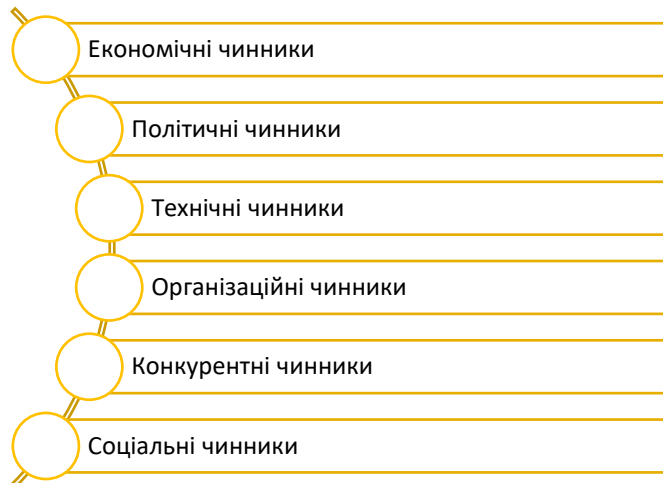 Економічні чинники
Політичні чинники
Технічні чинники
Організаційні чинники
Конкурентні чинники
Соціальні чинники